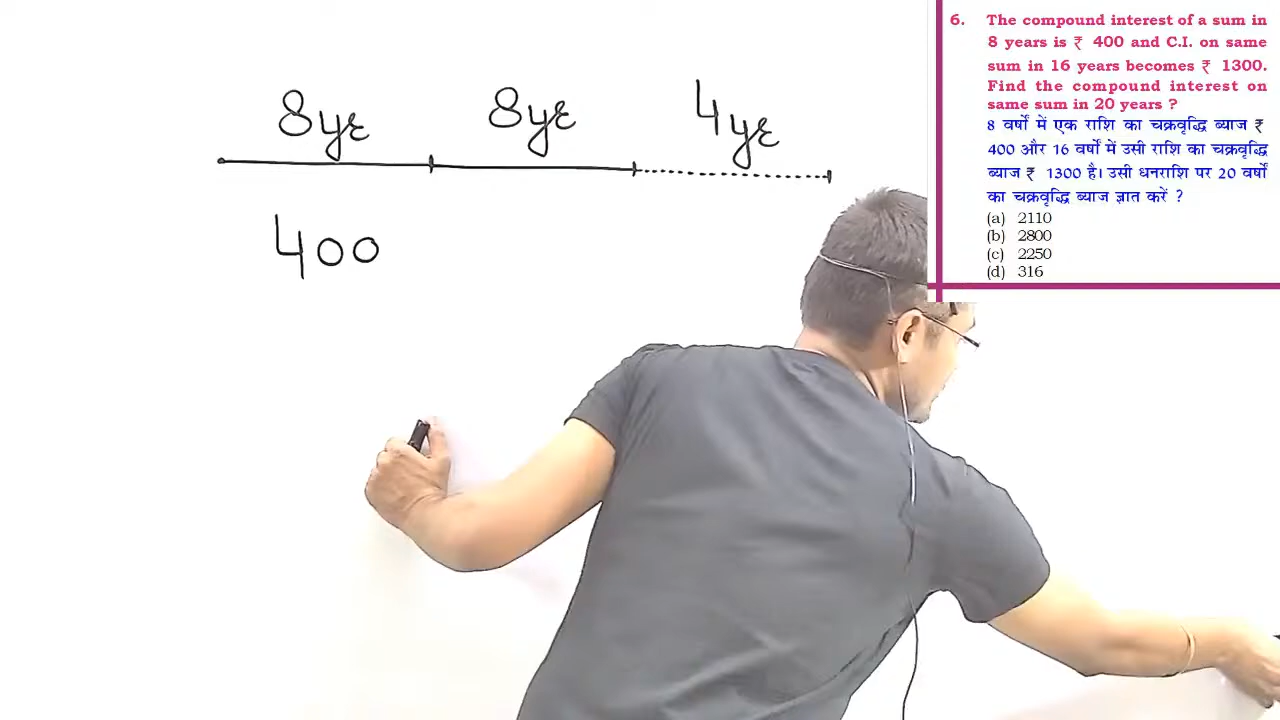 8yr 8yr 4yr
400
6. The compound interest of a sum in
8 years is ₹ 400 and C.I. on same
sum in 16 years becomes ₹ 1300.
Find the compound interest on
same sum in 20 years ?
8 वर्षों में एक राशि का चक्रवृद्धि ब्याज ₹
400 और 16 वर्षों में उसी राशि का चक्रवृद्धि
ब्याज ₹ 1300 है। उसी धनराशि पर 20 वर्षों
का चक्रवृद्धि ब्याज ज्ञात करें ?
(a) 2110
(b) 2800
(c) 2250
(d) 316